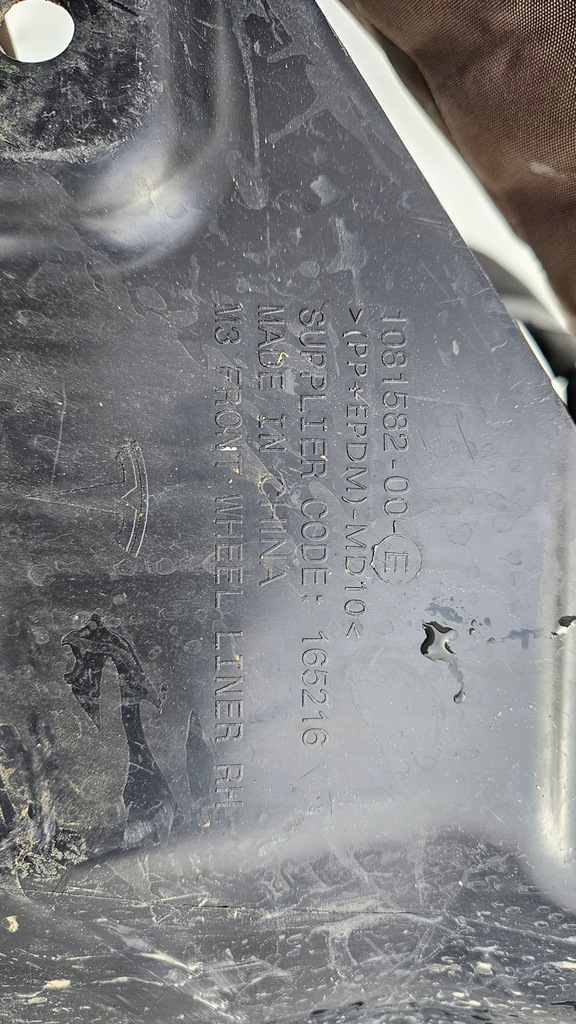 1081582-00-E
>(PP+EPDM)-MD10<
SUPPLIER CODE: 165216
MADE IN CHINA
M3 FRONT WHEEL LINER RH